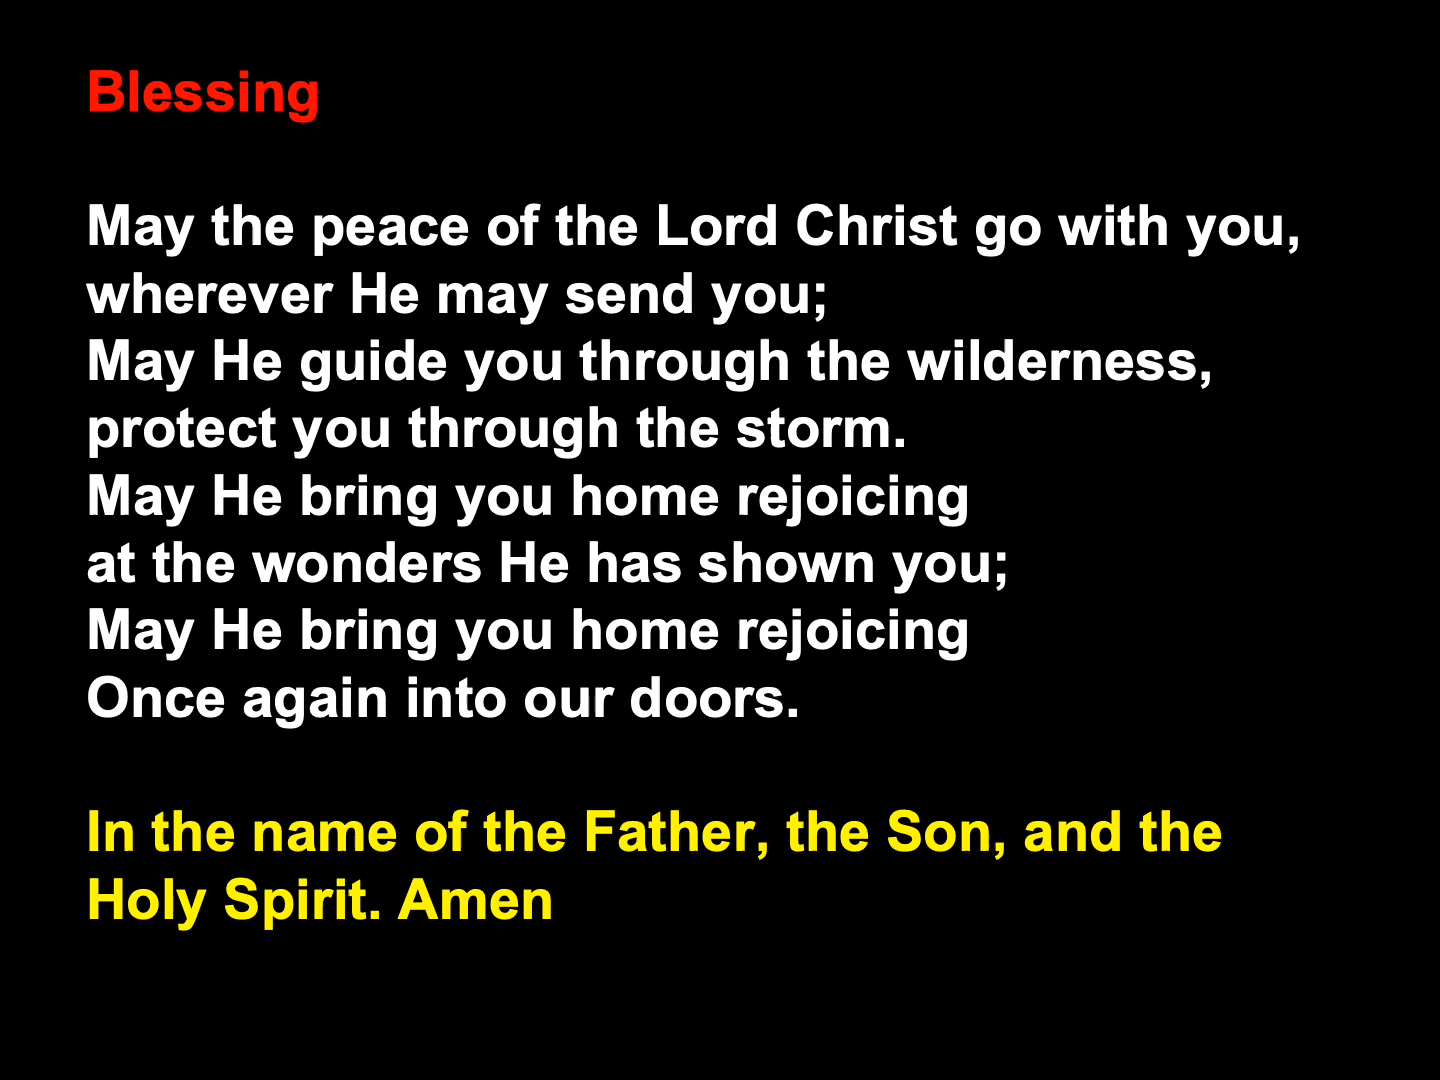 Blessing
May the peace of the Lord Christ go with you,
wherever He may send you;
May He guide you through the wilderness,
protect you through the storm.
May He bring you home rejoicing
at the wonders He has shown you;
May He bring you home rejoicing
Once again into our doors.
In the name of the Father, the Son, and the
Holy Spirit. Amen